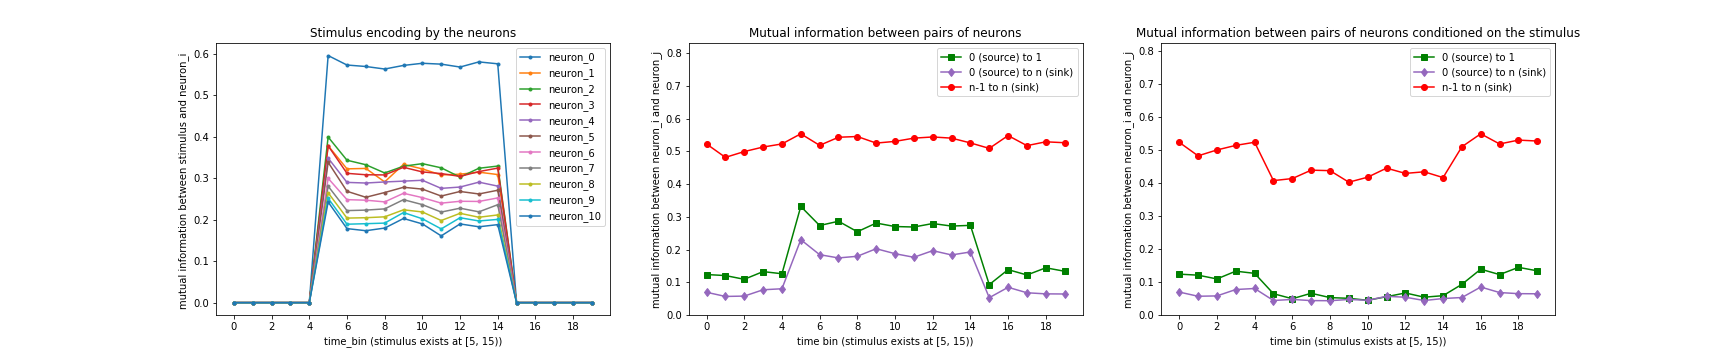 Stimulus encoding by the neurons
mutual information between stimulus and neuron_i
0.6
0.5
0.4
0.3
0.2
0.1
0.0
neuron_0
neuron_1
neuron_2
neuron_3
neuron_4
neuron_5
neuron_6
neuron_7
neuron_8
neuron_9
neuron_10
0 2 4 6 8 10 12 14 16 18
time_bin (stimulus exists at [5, 15))
Mutual information between pairs of neurons
mutual information between neuron_i and neuron_j
0.8
0.7
0.6
0.5
0.4
0.3
0.2
0.1
0.0
0 (source) to 1
0 (source) to n (sink)
n-1 to n (sink)
0 2 4 6 8 10 12 14 16 18
time bin (stimulus exists at [5, 15))
Mutual information between pairs of neurons conditioned on the stimulus
mutual information between neuron_i and neuron_j
0.8
0.7
0.6
0.5
0.4
0.3
0.2
0.1
0.0
0 (source) to 1
0 (source) to n (sink)
n-1 to n (sink)
0 2 4 6 8 10 12 14 16 18
time bin (stimulus exists at [5, 15))